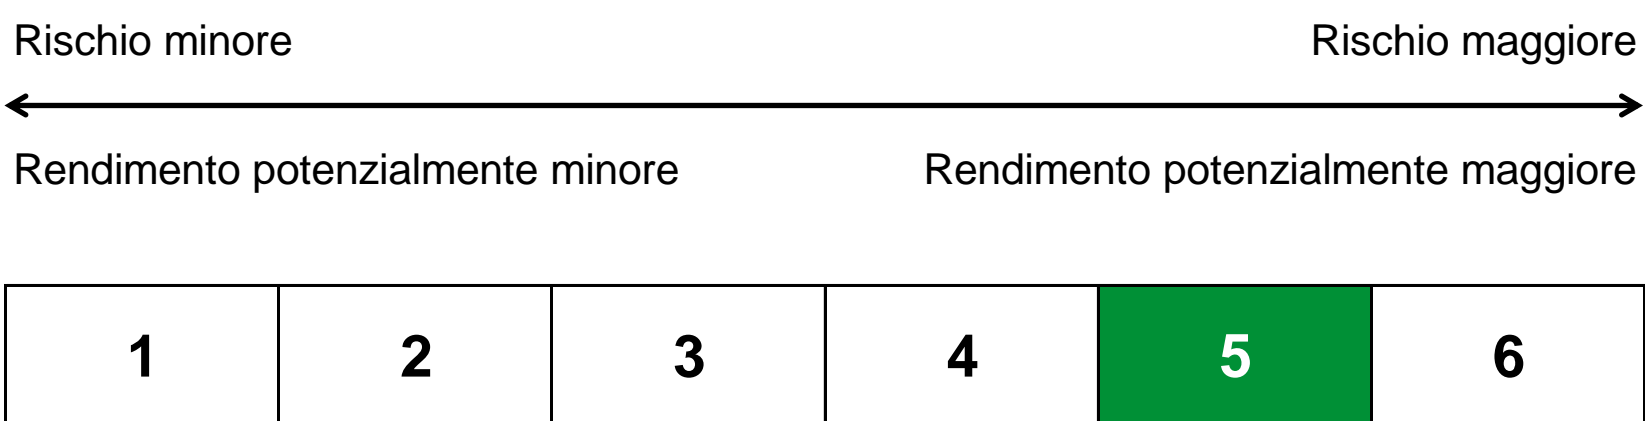 Rischio minore Rischio maggiore
Rendimento potenzialmente minore Rendimento potenzialmente maggiore
1 2 3 4 5 6